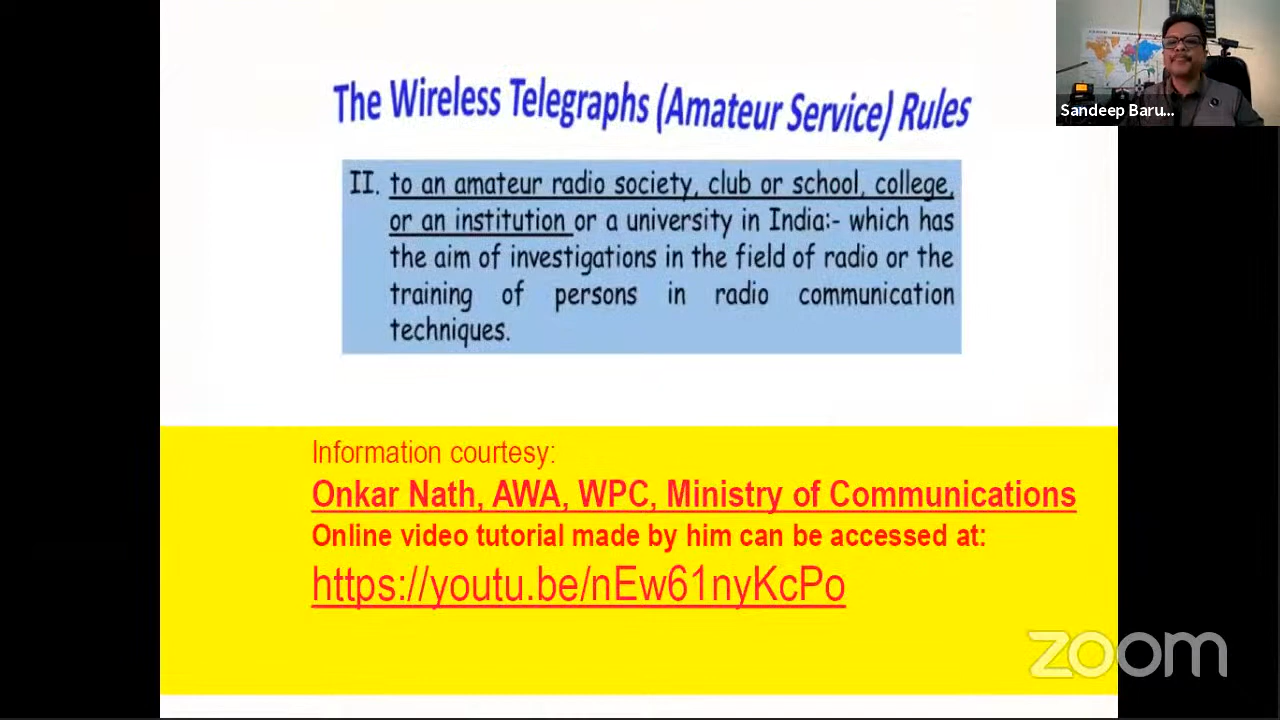 The Wireless Telegraphs (Amateur Service) Rules
II. to an amateur radio society, club or school, college,
or an institution or a university in India:- which has
the aim of investigations in the field of radio or the
training of persons in radio communication
techniques.
Sandeep Baru...
Information courtesy:
Onkar Nath, AWA, WPC, Ministry of Communications
Online video tutorial made by him can be accessed at:
https://youtu.be/nEw61nyKcPo
zoom